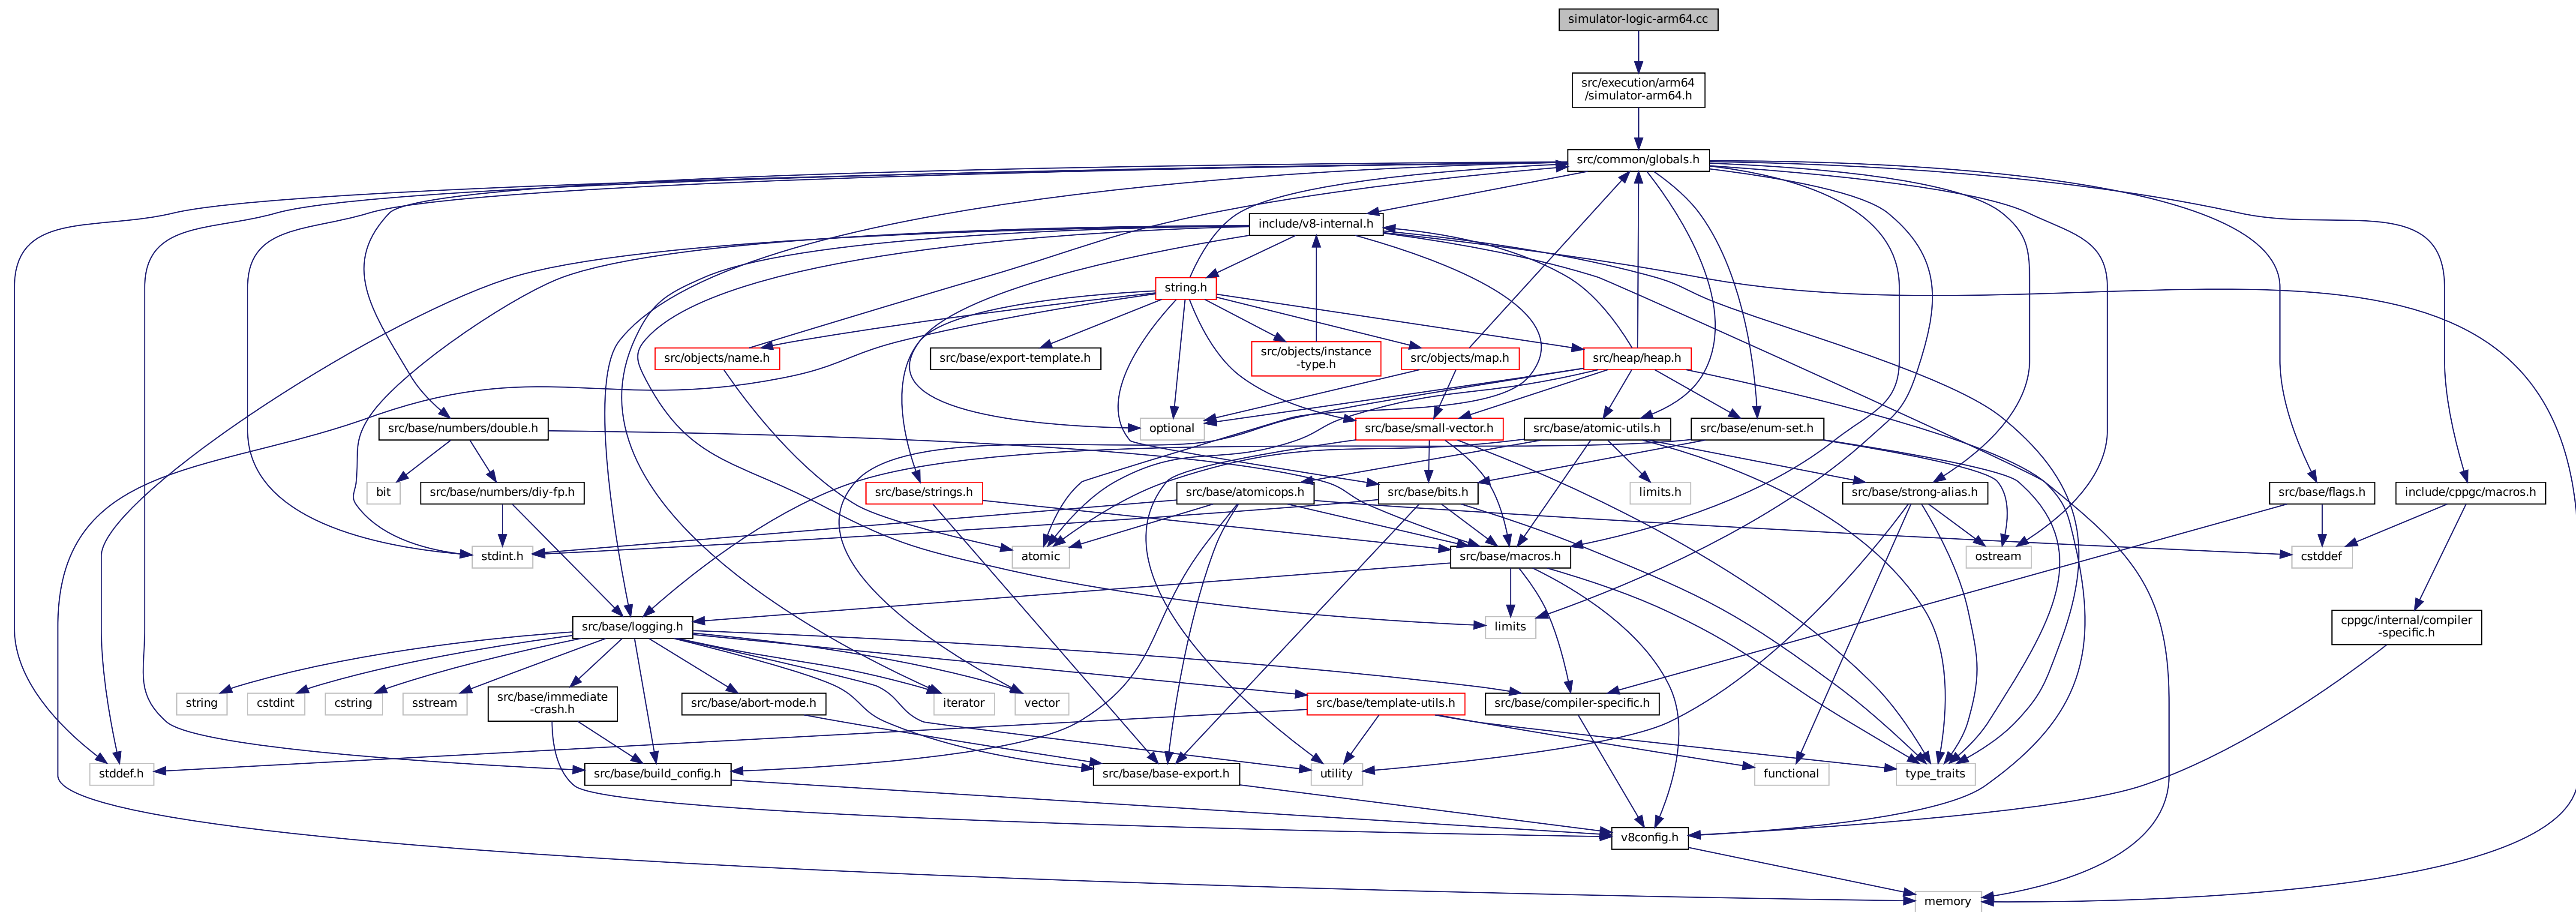 simulator-logic-arm64.cc
src/execution/arm64
/simulator-arm64.h
src/common/globals.h
include/v8-internal.h
string.h
src/objects/name.h
src/base/export-template.h
src/objects/instance
-type.h
src/objects/map.h
src/heap/heap.h
src/base/numbers/double.h
optional
src/base/small-vector.h
src/base/atomic-utils.h
src/base/enum-set.h
bit
src/base/numbers/diy-fp.h
src/base/strings.h
src/base/atomicops.h
src/base/bits.h
limits.h
src/base/strong-alias.h
src/base/flags.h
include/cppgc/macros.h
stdint.h
atomic
src/base/macros.h
ostream
cstddef
src/base/logging.h
limits
cppgc/internal/compiler
-specific.h
string
cstdint
cstring
sstream
src/base/immediate
-crash.h
src/base/abort-mode.h
iterator
vector
src/base/template-utils.h
src/base/compiler-specific.h
stddef.h
src/base/build_config.h
src/base/base-export.h
utility
functional
type_traits
v8config.h
memory